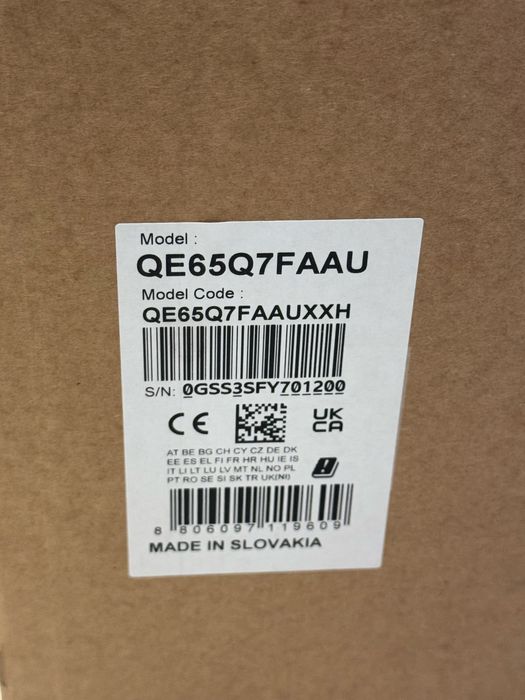 Model :
QE65Q7FAAU
Model Code :
QE65Q7FAAUXXH
S/N: 0GSS3SFY701200
CE UK CA
AT BE BG CH CY CZ DE DK
EE ES EL FI FR HR HU IE IS
IT LI LT LU LV MT NL NO PL
PT RO SE SI SK TR UK(NI)
8 806097 119609
MADE IN SLOVAKIA